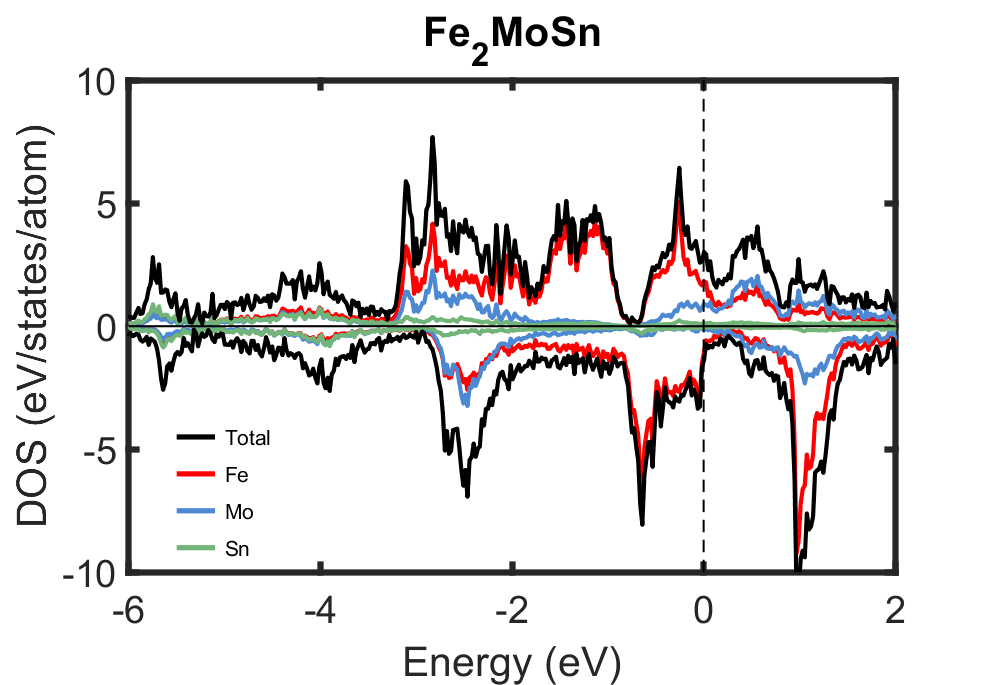 Fe₂MoSn
DOS (eV/states/atom)
10
5
0
-5
-10
Total
Fe
Mo
Sn
-6 -4 -2 0 2
Energy (eV)